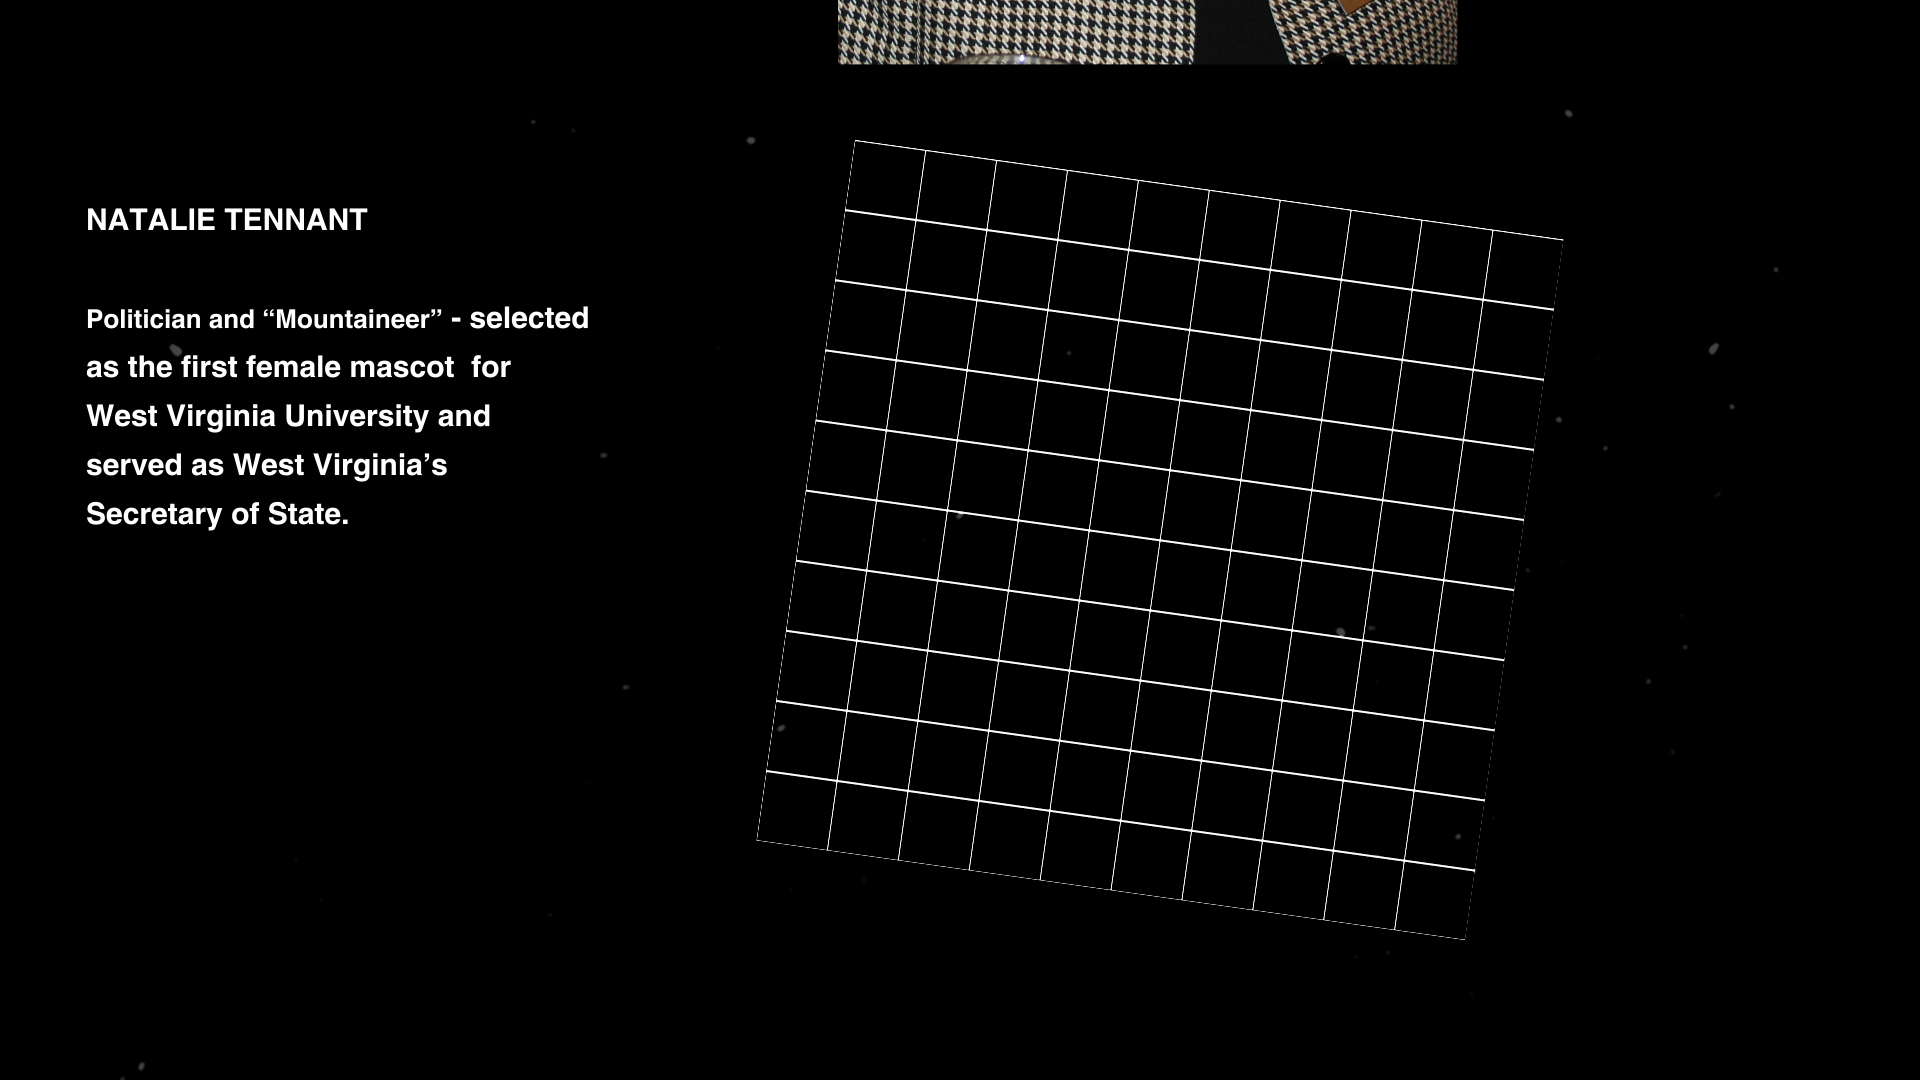 NATALIE TENNANT
Politician and “Mountaineer” - selected
as the first female mascot  for
West Virginia University and
served as West Virginia’s
Secretary of State.